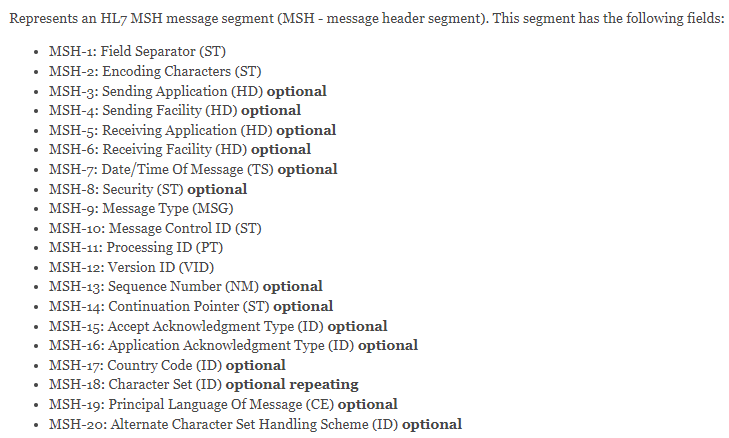 Represents an HL7 MSH message segment (MSH - message header segment). This segment has the following fields:
• MSH-1: Field Separator (ST)
• MSH-2: Encoding Characters (ST)
• MSH-3: Sending Application (HD) optional
• MSH-4: Sending Facility (HD) optional
• MSH-5: Receiving Application (HD) optional
• MSH-6: Receiving Facility (HD) optional
• MSH-7: Date/Time Of Message (TS) optional
• MSH-8: Security (ST) optional
• MSH-9: Message Type (MSG)
• MSH-10: Message Control ID (ST)
• MSH-11: Processing ID (PT)
• MSH-12: Version ID (VID)
• MSH-13: Sequence Number (NM) optional
• MSH-14: Continuation Pointer (ST) optional
• MSH-15: Accept Acknowledgment Type (ID) optional
• MSH-16: Application Acknowledgment Type (ID) optional
• MSH-17: Country Code (ID) optional
• MSH-18: Character Set (ID) optional repeating
• MSH-19: Principal Language Of Message (CE) optional
• MSH-20: Alternate Character Set Handling Scheme (ID) optional